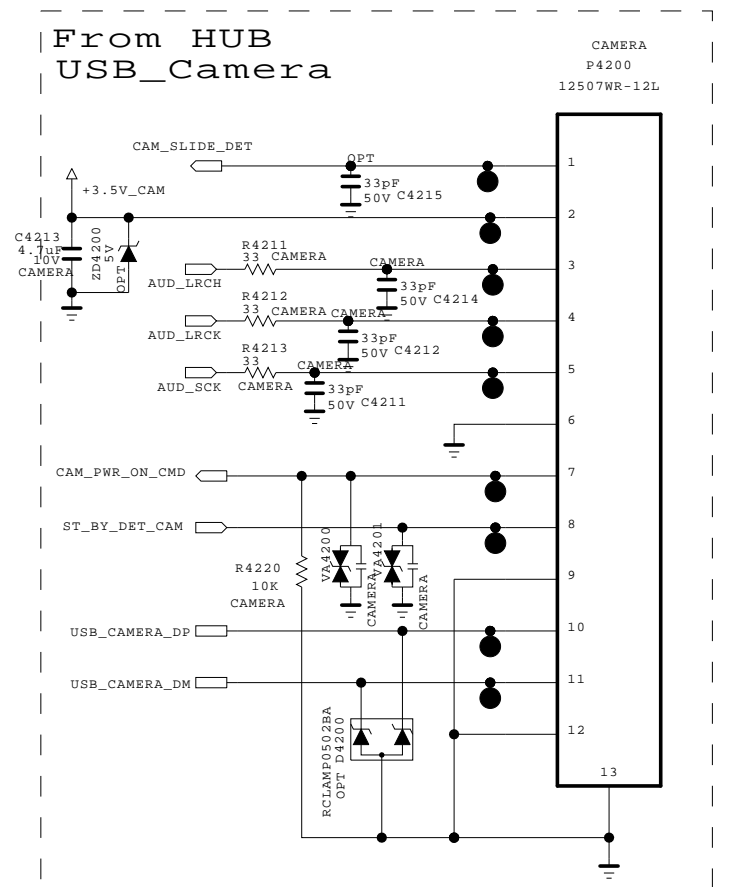 From HUB
USB_Camera
CAMERA
P4200
12507WR-12L
CAM_SLIDE_DET
OPT
1
33pF
50V C4215
+3.5V_CAM
2
C4213
4.7uF
10V
CAMERA
ZD4200
5V
OPT
R4211
33 CAMERA
CAMERA
3
AUD_LRCH
33pF
50V C4214
R4212
33 CAMERA
CAMERA
4
AUD_LRCK
33pF
50V C4212
R4213
33
CAMERA
CAMERA
5
AUD_SCK
33pF
50V C4211
6
CAM_PWR_ON_CMD
7
ST_BY_DET_CAM
8
VA4200
CAMERA
VA4201
CAMERA
R4220
10K
CAMERA
9
USB_CAMERA_DP
10
USB_CAMERA_DM
11
RCLAMP0502BA
OPT D4200
12
13